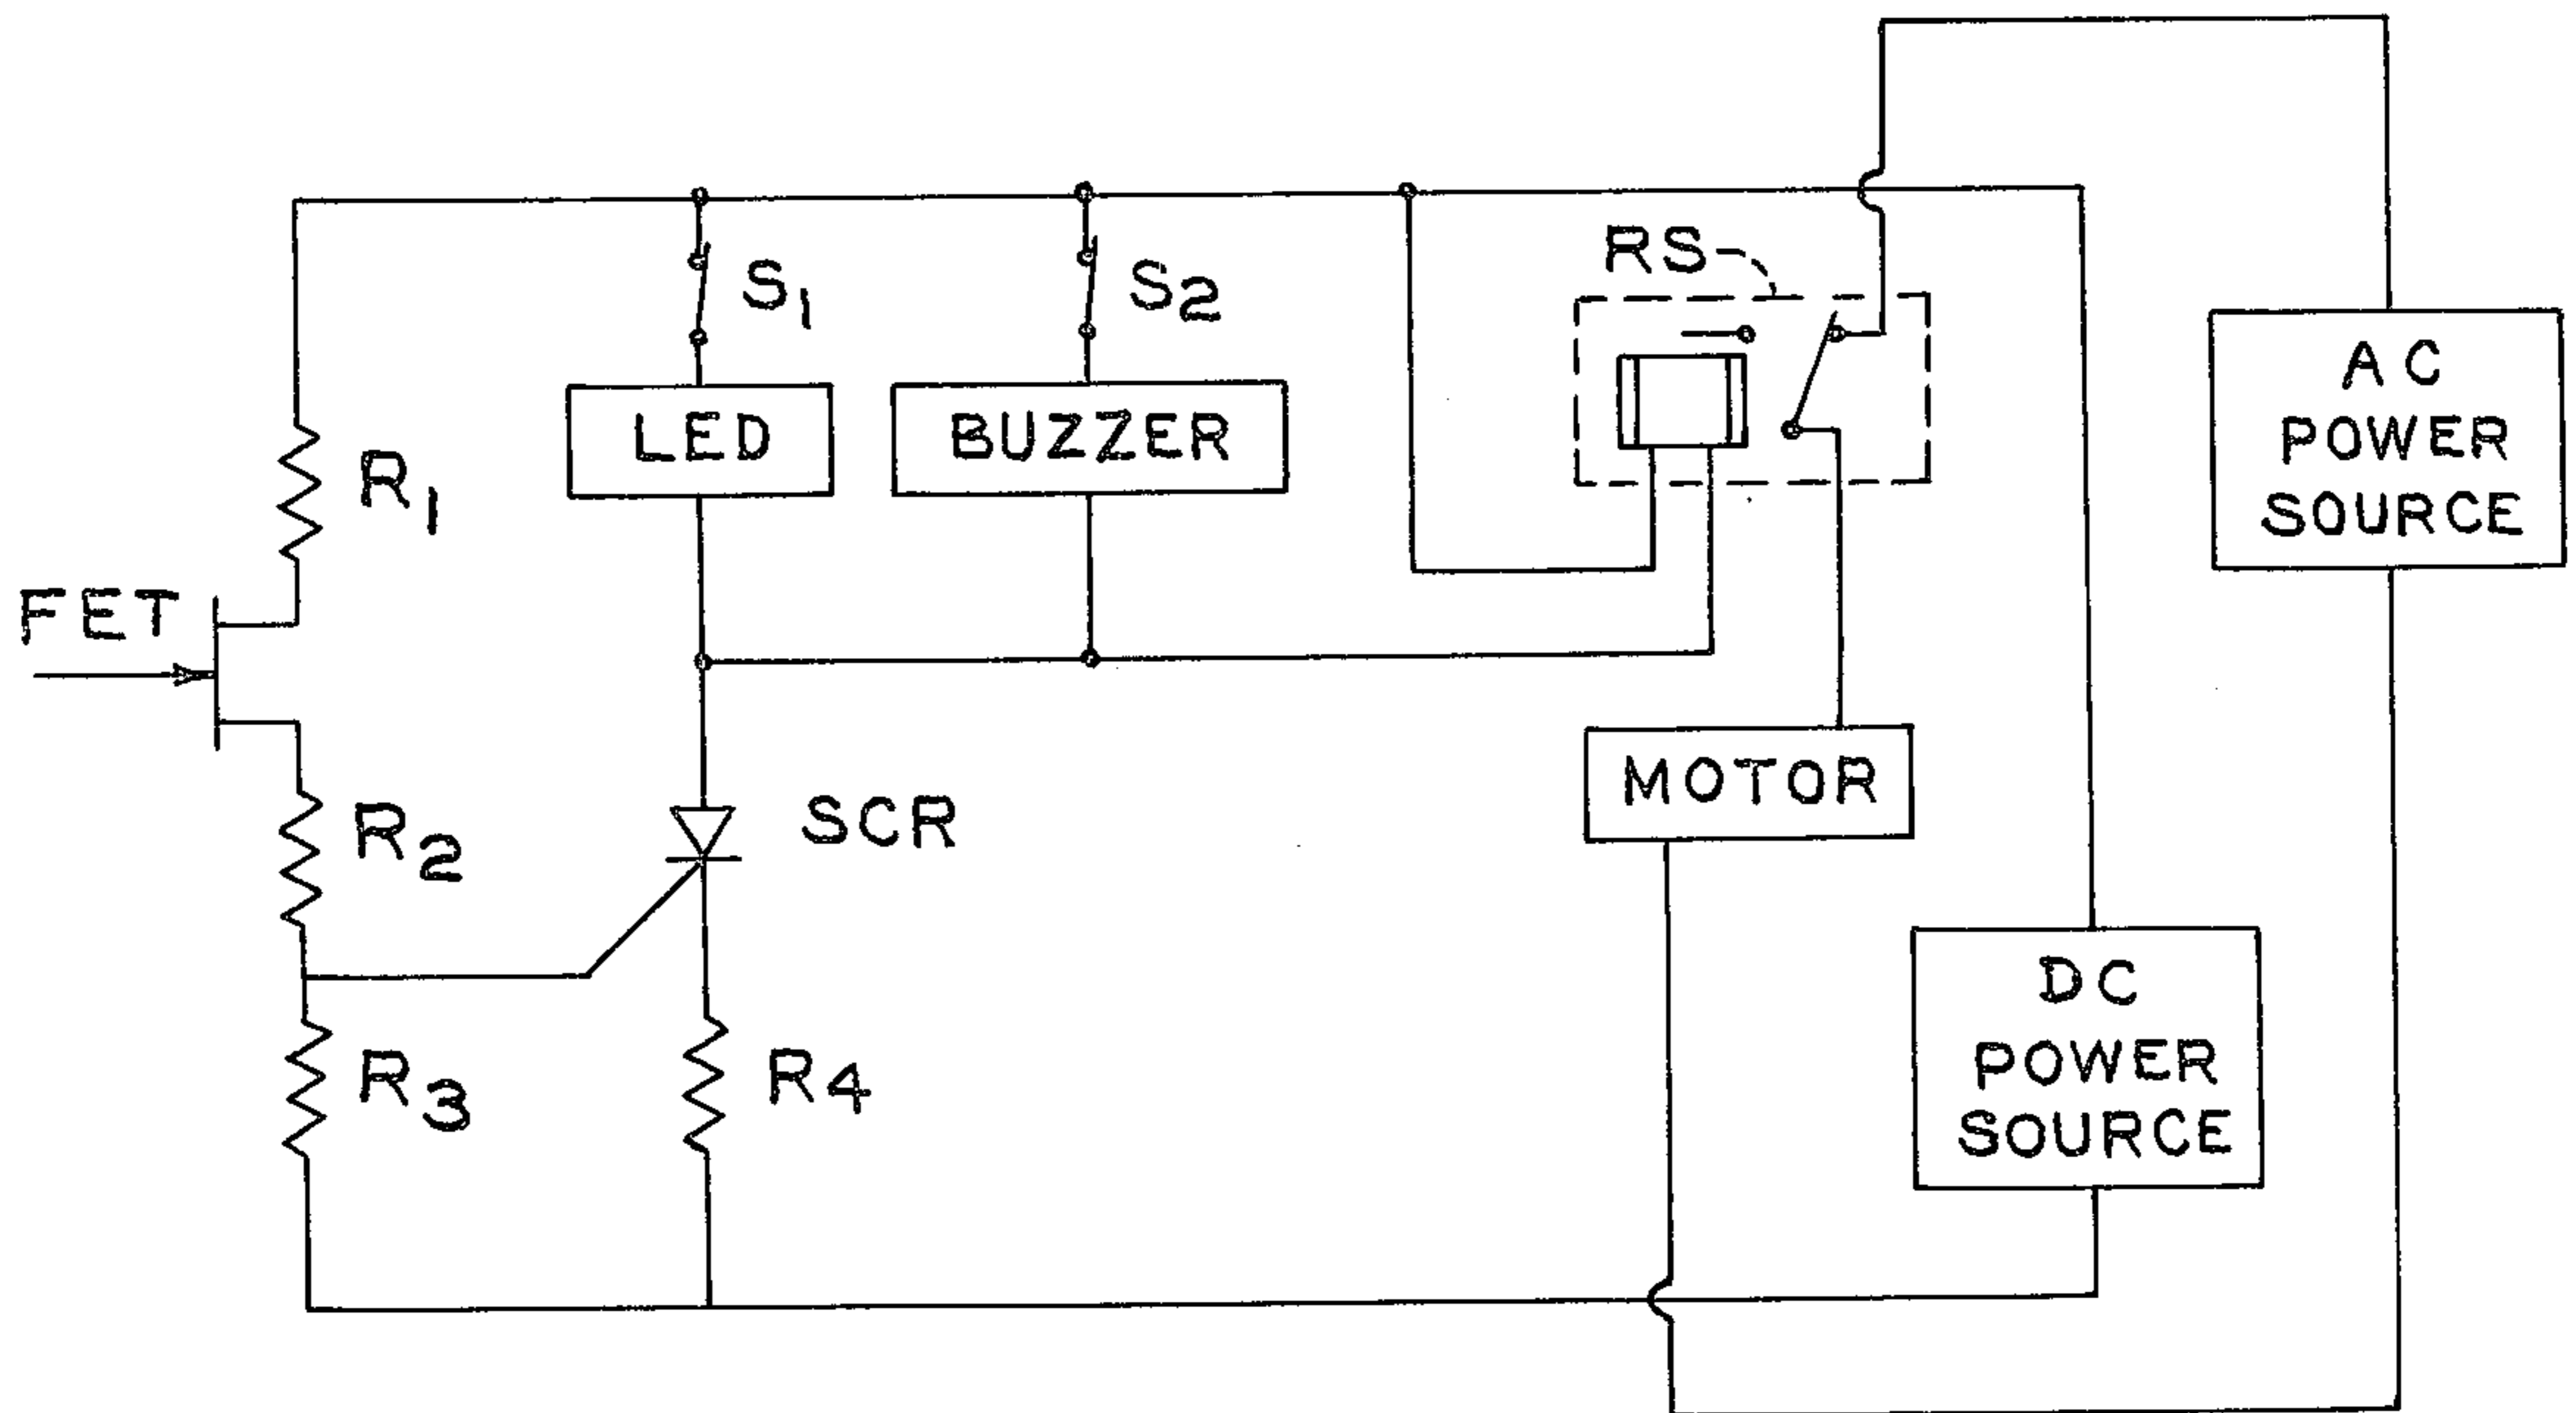 RS
S1
S2
AC
POWER
SOURCE
LED
BUZZER
R1
FET
MOTOR
R2
SCR
DC
POWER
SOURCE
R3
R4